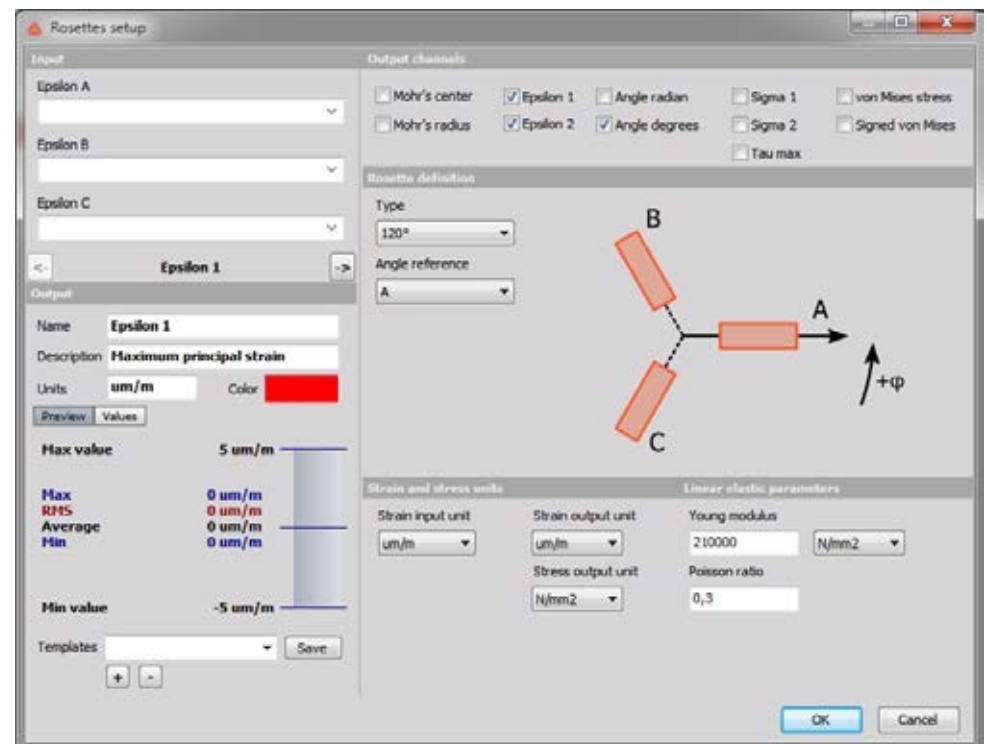 Rosettes setup
Input
Epsilon A
Epsilon B
Epsilon C
<- Epsilon 1 ->
Output
Name Epsilon 1
Description Maximum principal strain
Units um/m Color
Preview Values
Max value 5 um/m
Max 0 um/m
RMS 0 um/m
Average 0 um/m
Min 0 um/m
Min value -5 um/m
Templates Save
+ -
Output channels
Mohr's center Epsilon 1 Angle radian Sigma 1 von Mises stress
Mohr's radius Epsilon 2 Angle degrees Sigma 2 Signed von Mises
Tau max
Rosette definition
Type
120°
Angle reference
A
B
A
+φ
C
Strain and stress units
Strain input unit Strain output unit
um/m um/m
Stress output unit
N/mm2
Linear elastic parameters
Young modulus
210000 N/mm2
Poisson ratio
0,3
OK Cancel